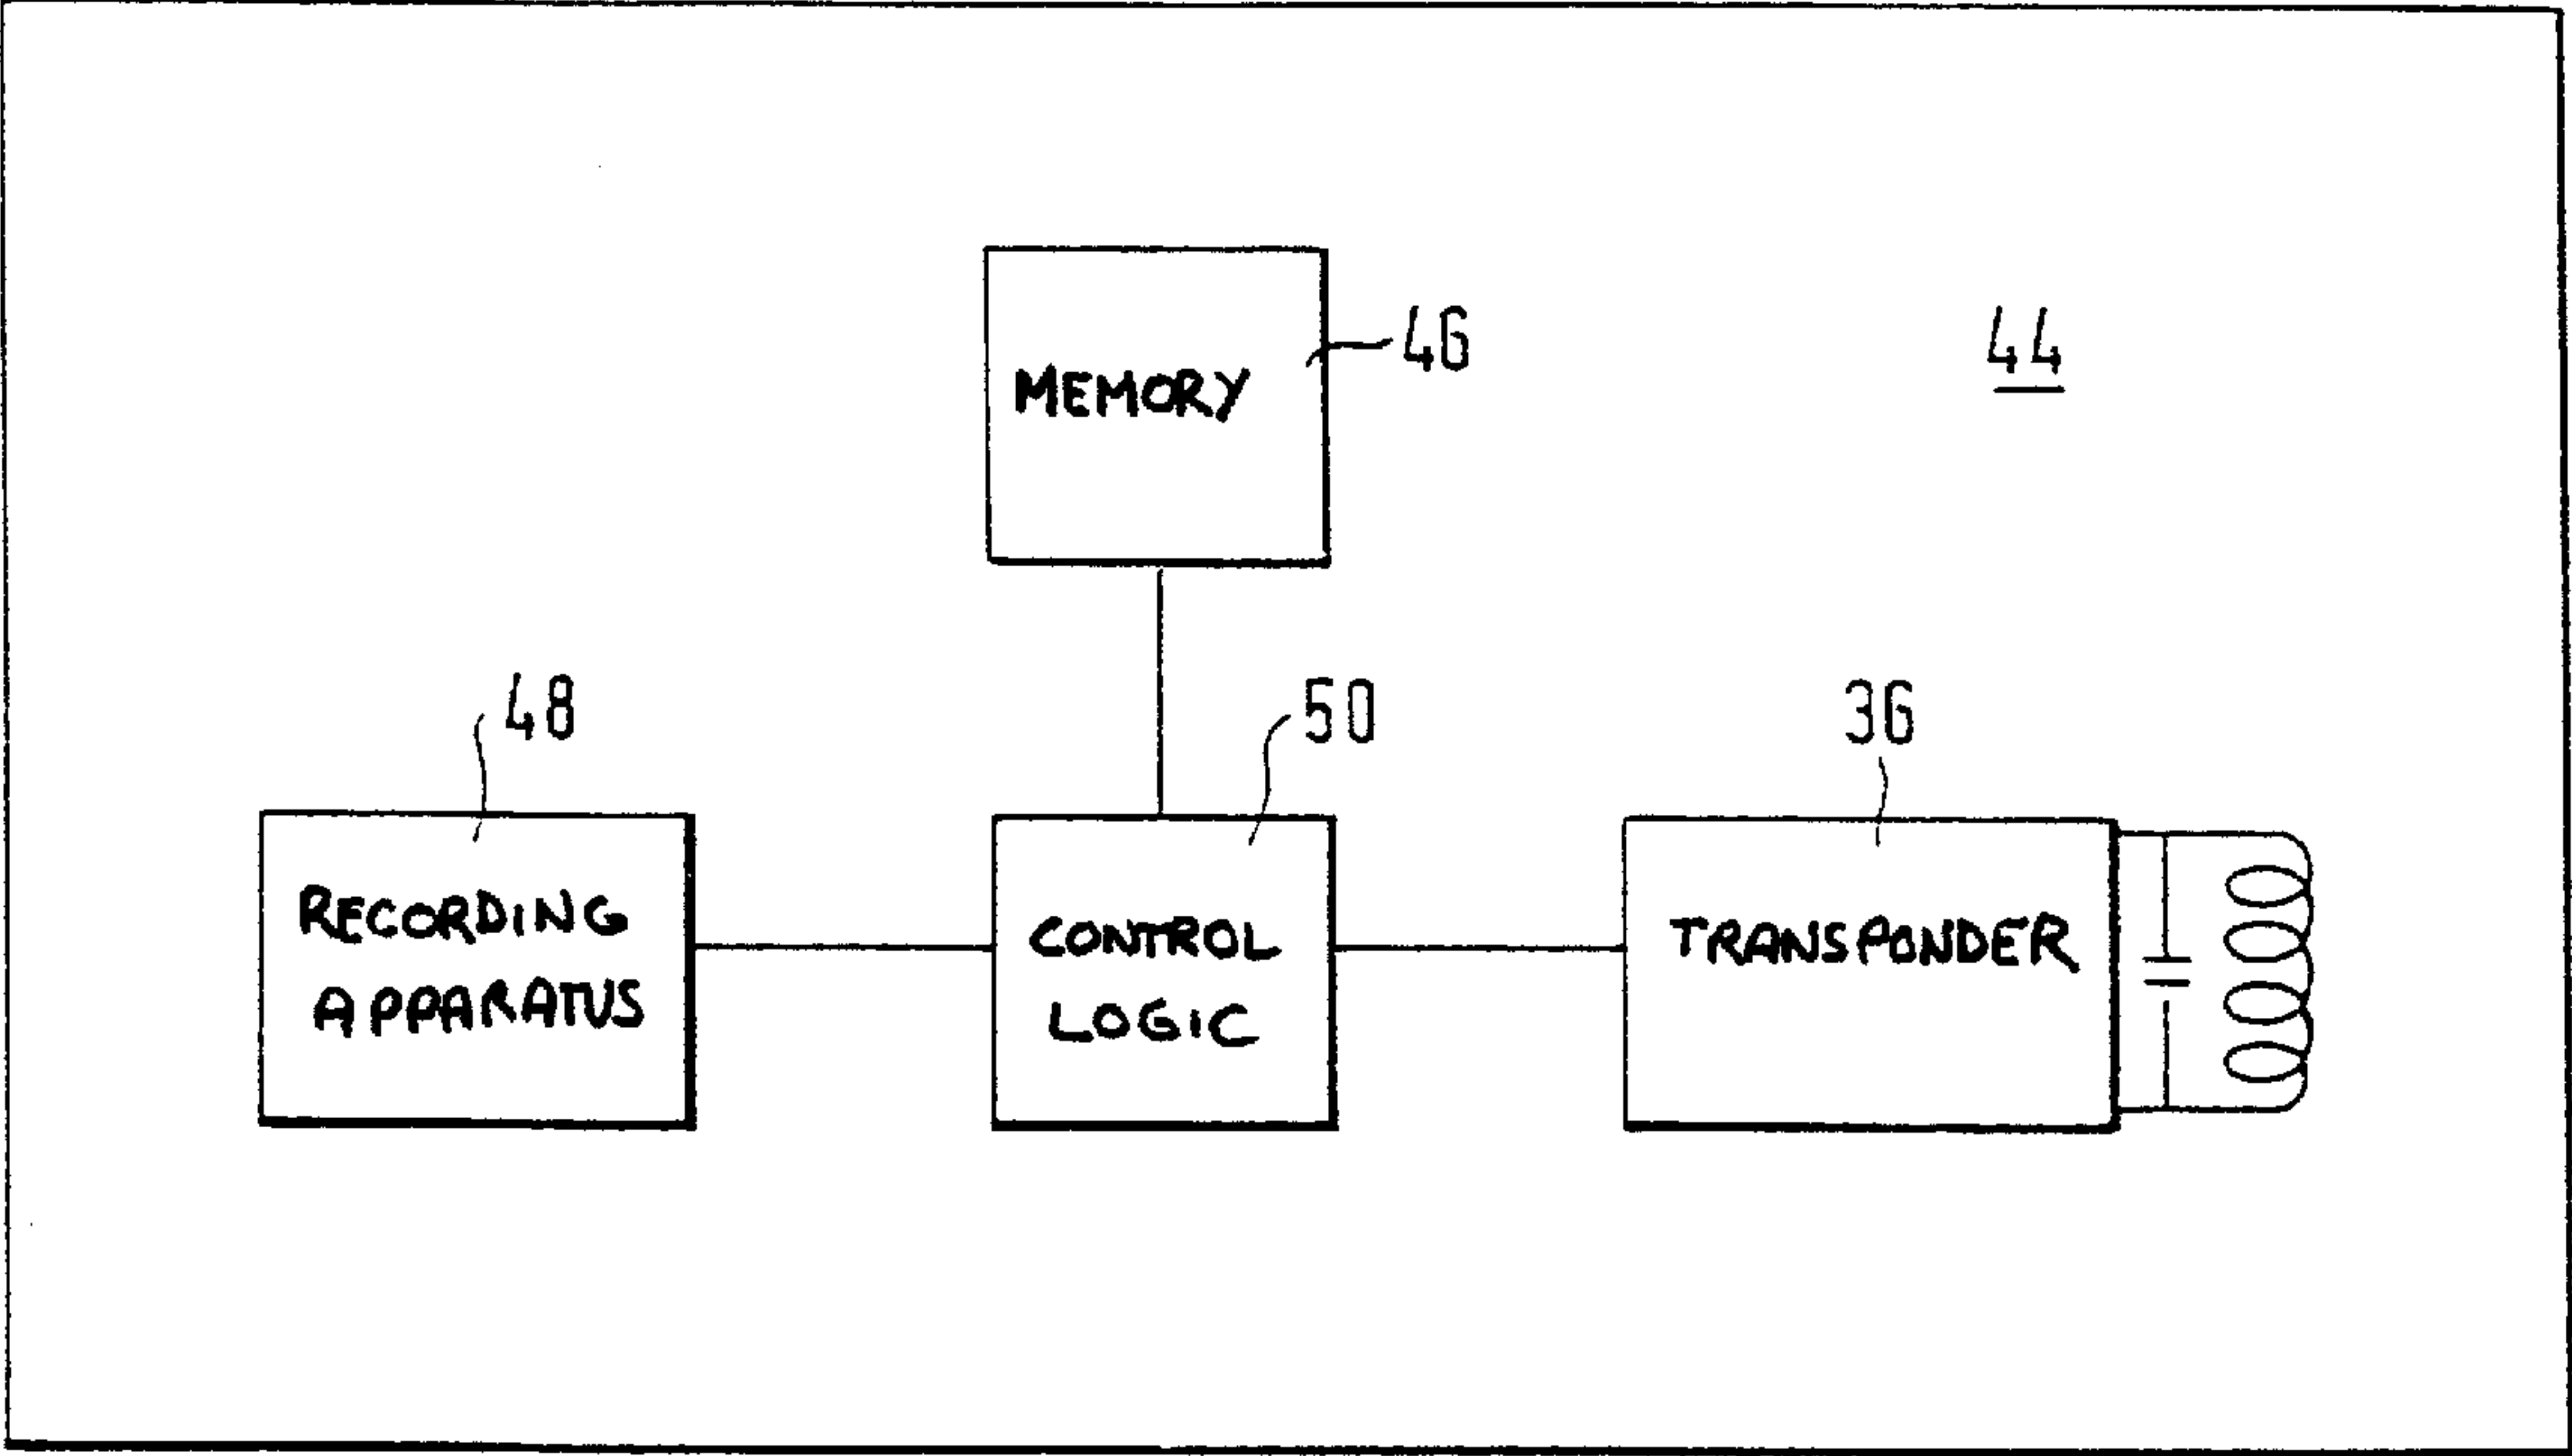 MEMORY
46
44
48
50
36
RECORDING
APPARATUS
CONTROL
LOGIC
TRANSPONDER